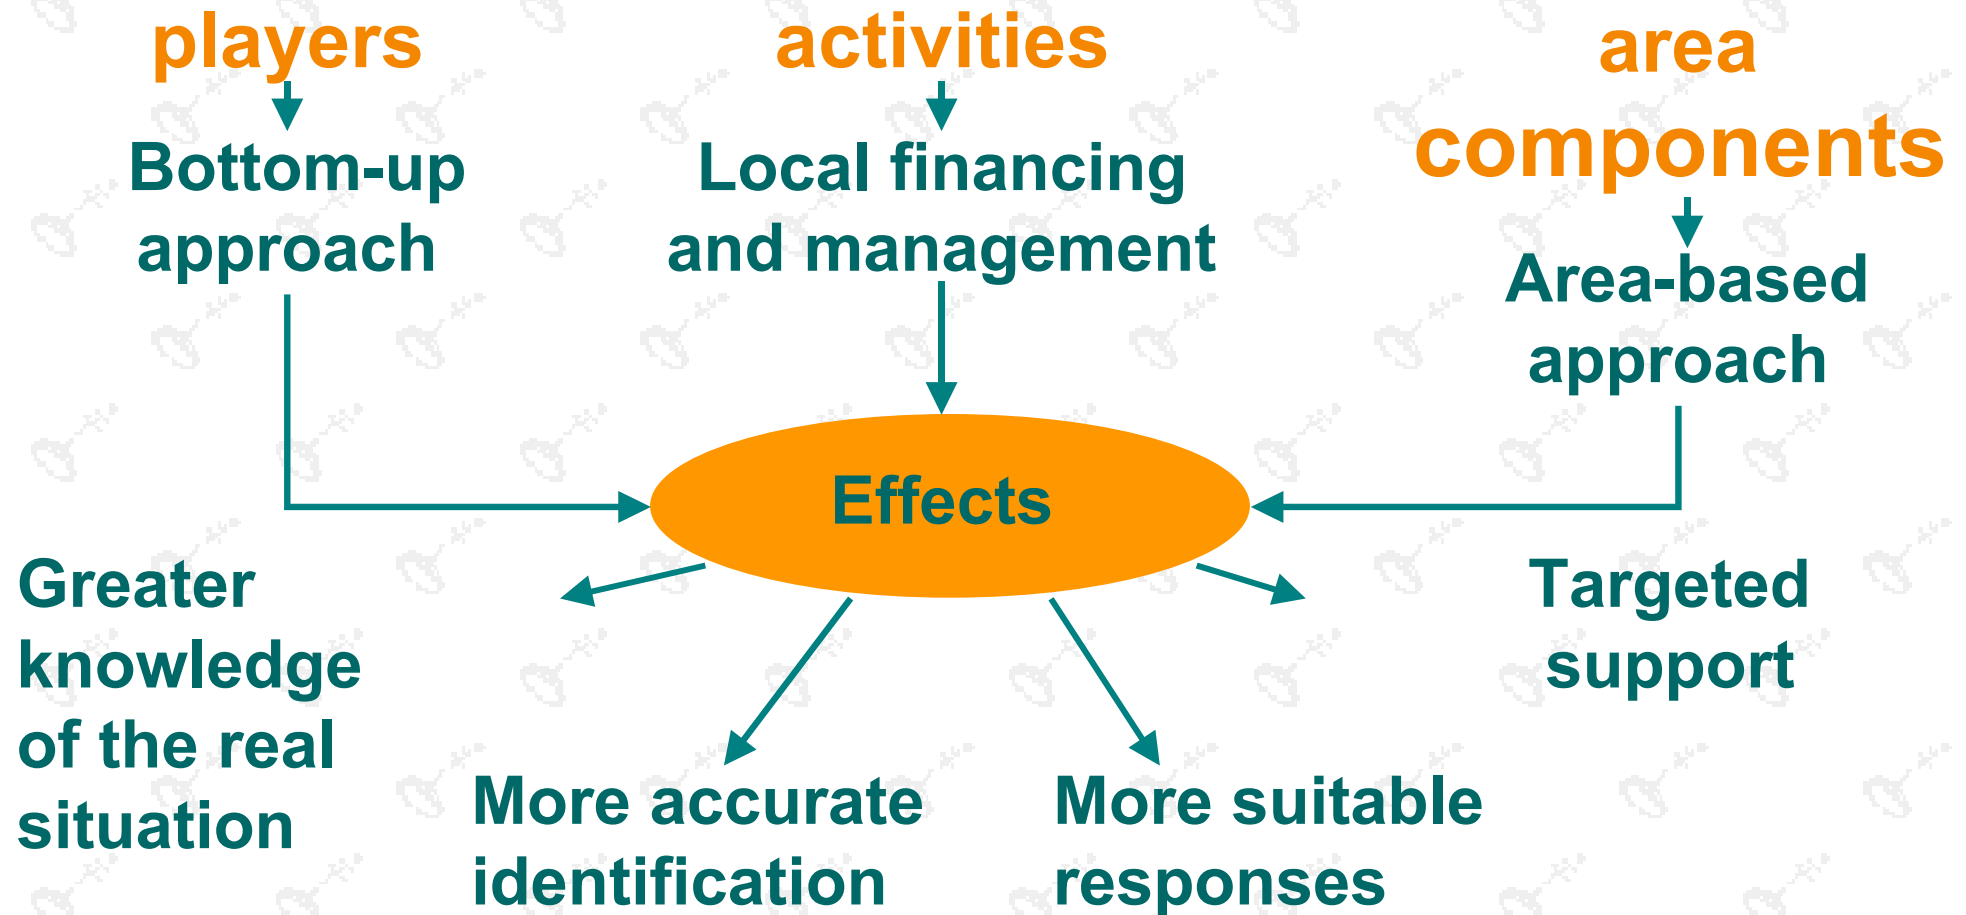 players
Bottom-up
approach
activities
Local financing
and management
area
components
Area-based
approach
Effects
Greater
knowledge
of the real
situation
More accurate
identification
More suitable
responses
Targeted
support